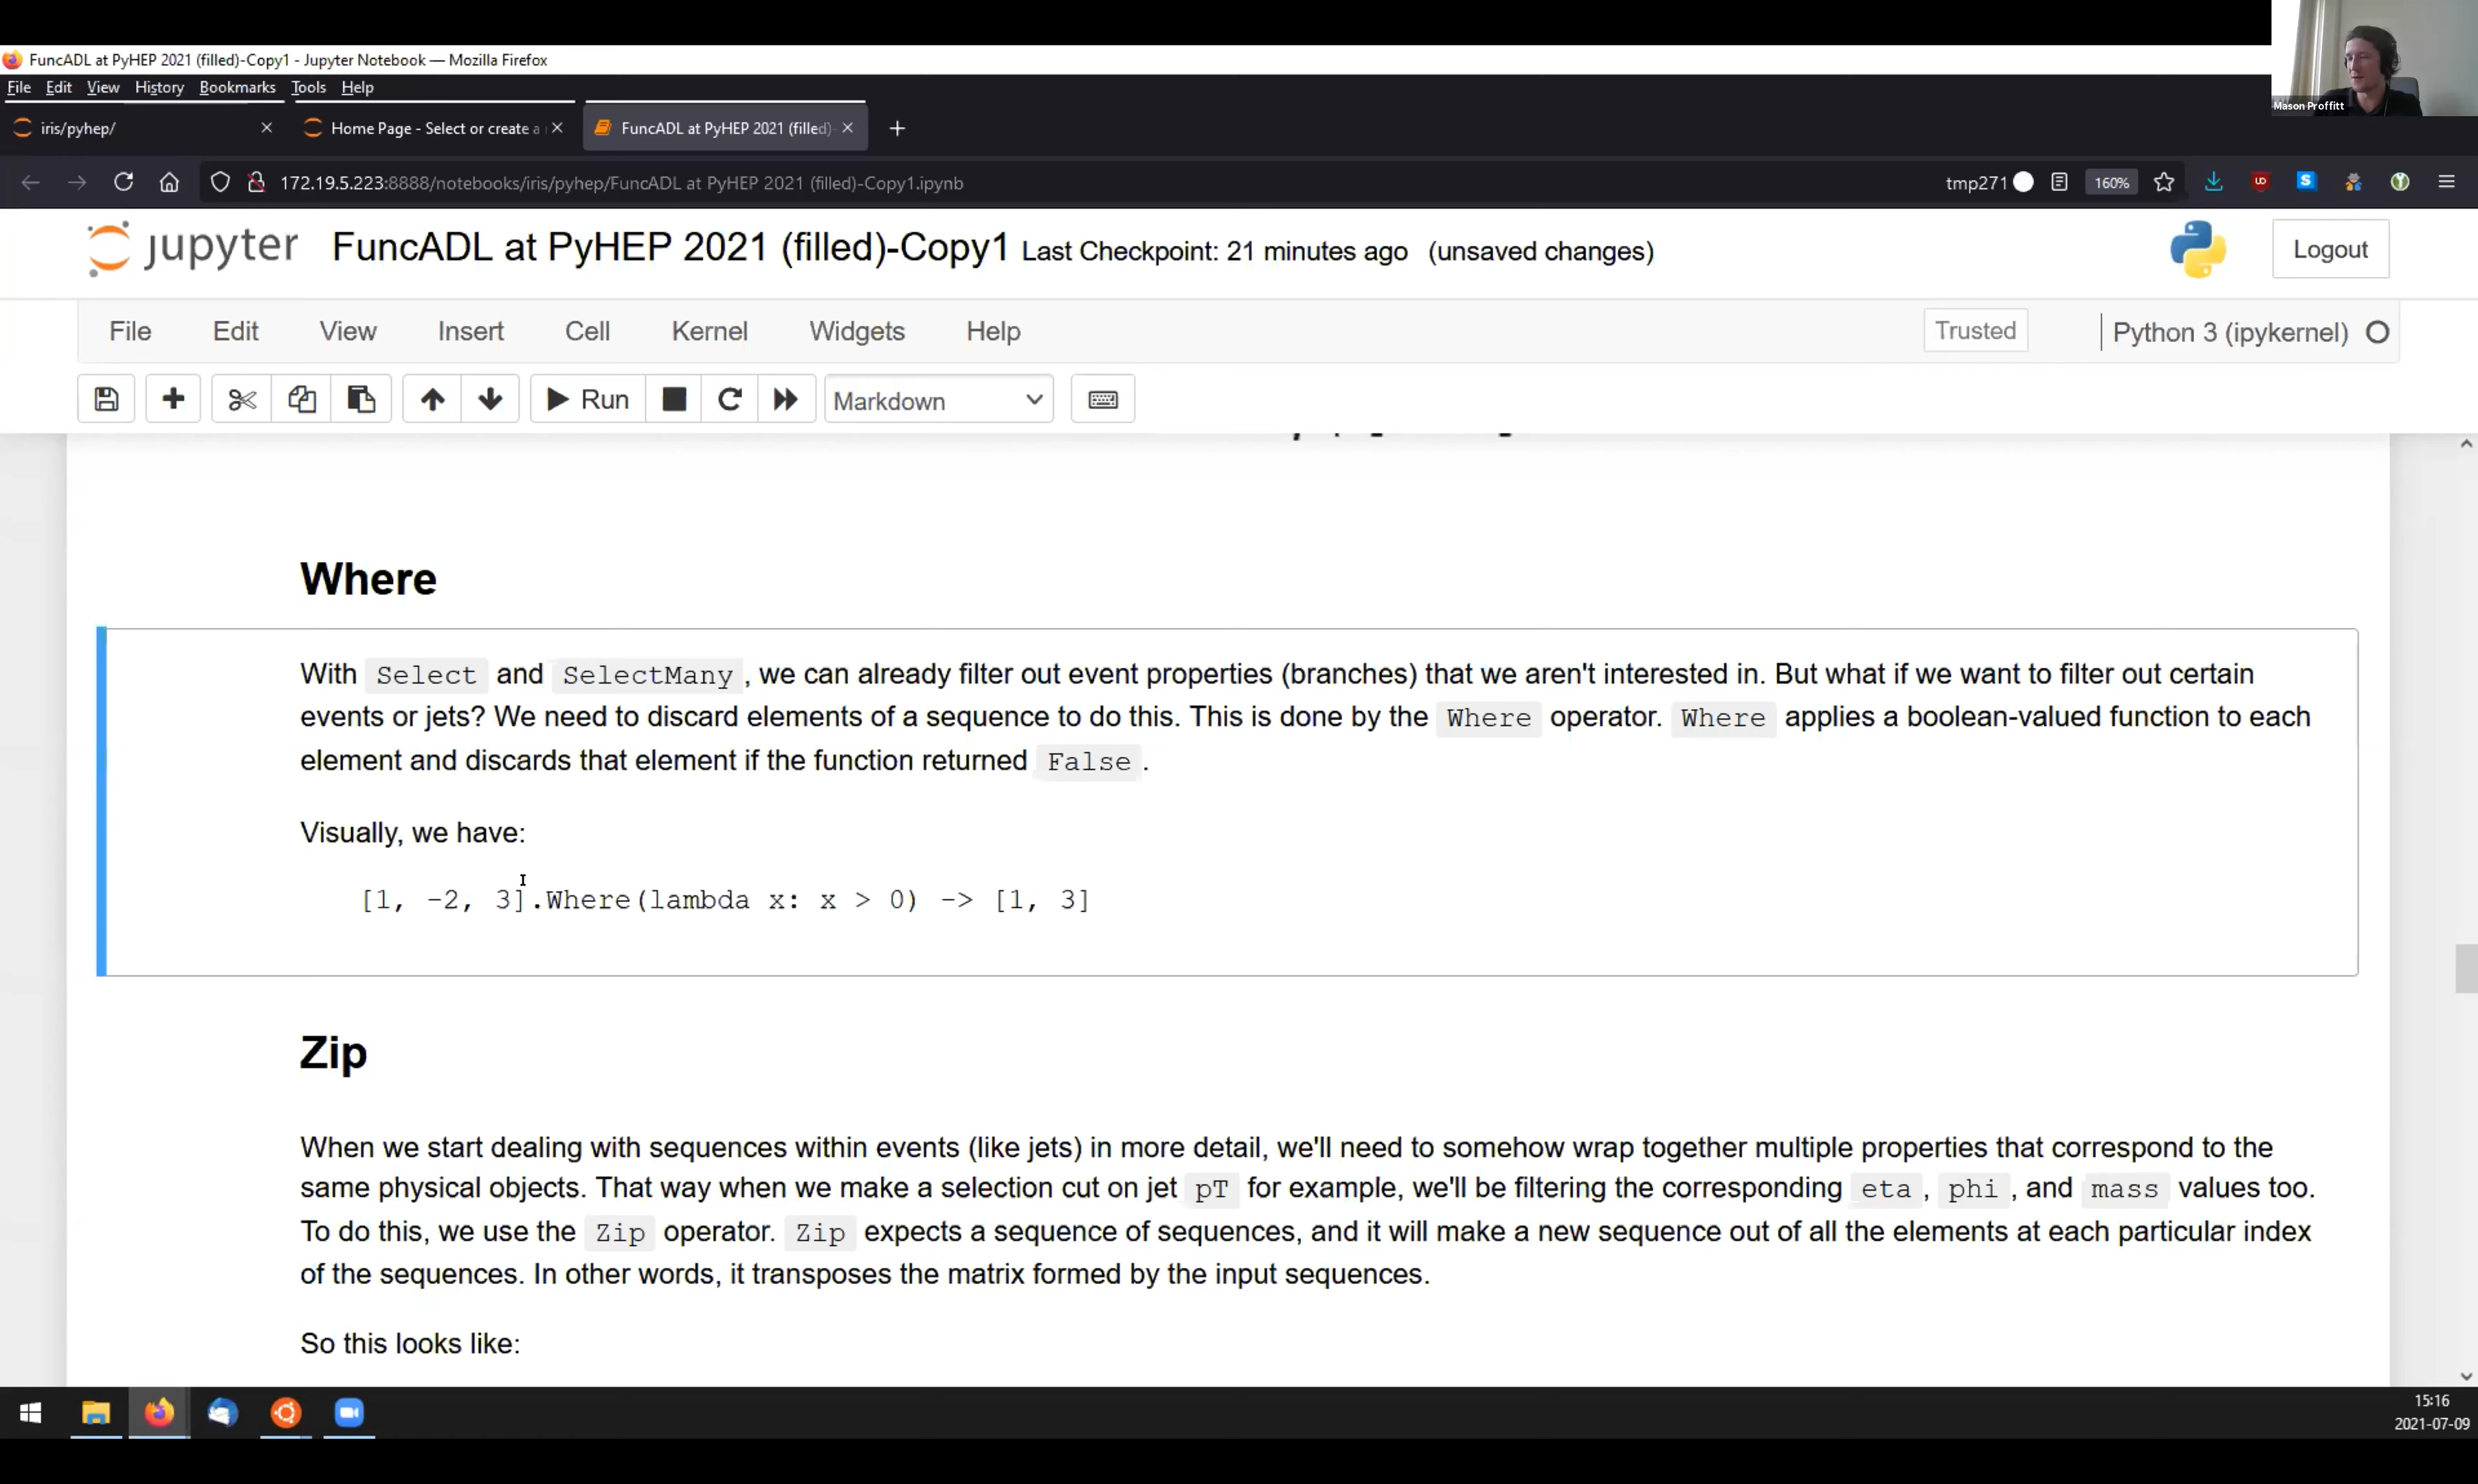 FuncADL at PyHEP 2021 (filled)-Copy1 - Jupyter Notebook — Mozilla Firefox
Mason Proffitt
File Edit View History Bookmarks Tools Help
iris/pyhep/ Home Page - Select or create a FuncADL at PyHEP 2021 (filled)-
172.19.5.223:8888/notebooks/iris/pyhep/FuncADL at PyHEP 2021 (filled)-Copy1.ipynb tmp271 160%
jupyter FuncADL at PyHEP 2021 (filled)-Copy1 Last Checkpoint: 21 minutes ago (unsaved changes) Logout
File Edit View Insert Cell Kernel Widgets Help Trusted Python 3 (ipykernel)
Run Markdown
Where
With Select and SelectMany, we can already filter out event properties (branches) that we aren't interested in. But what if we want to filter out certain
events or jets? We need to discard elements of a sequence to do this. This is done by the Where operator. Where applies a boolean-valued function to each
element and discards that element if the function returned False.
Visually, we have:
[1, -2, 3].Where(lambda x: x > 0) -> [1, 3]
Zip
When we start dealing with sequences within events (like jets) in more detail, we'll need to somehow wrap together multiple properties that correspond to the
same physical objects. That way when we make a selection cut on jet pT for example, we'll be filtering the corresponding eta, phi, and mass values too.
To do this, we use the Zip operator. Zip expects a sequence of sequences, and it will make a new sequence out of all the elements at each particular index
of the sequences. In other words, it transposes the matrix formed by the input sequences.
So this looks like:
15:16
2021-07-09